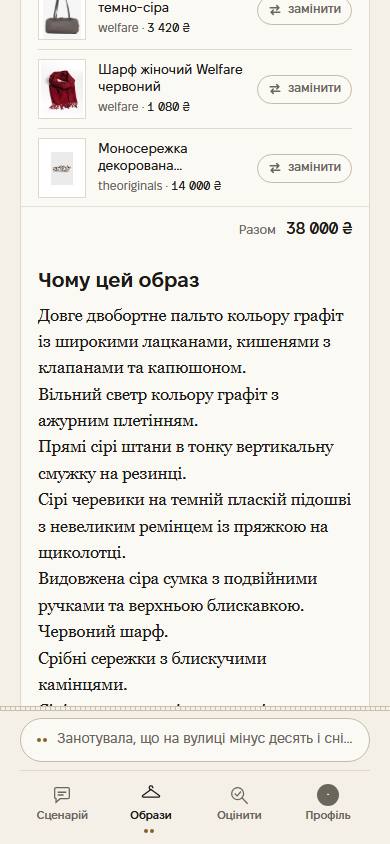 темно-сіра
welfare · 3 420 ₴
замінити
Шарф жіночий Welfare
червоний
welfare · 1 080 ₴
замінити
Моносережка
декорована...
theoriginals · 14 000 ₴
замінити
Разом 38 000 ₴
Чому цей образ
Довге двобортне пальто кольору графіт
із широкими лацканами, кишенями з
клапанами та капюшоном.
Вільний светр кольору графіт з
ажурним плетінням.
Прямі сірі штани в тонку вертикальну
смужку на резинці.
Сірі черевики на темній плаский підошві
з невеликим ремінцем із пряжкою на
щиколотці.
Видовжена сіра сумка з подвійними
ручками та верхньою блискавкою.
Червоний шарф.
Срібні сережки з блискучими
камінцями.
Занотувала, що на вулиці мінус десять і сні...
Сценарій
Образи
Оцінити
Профіль